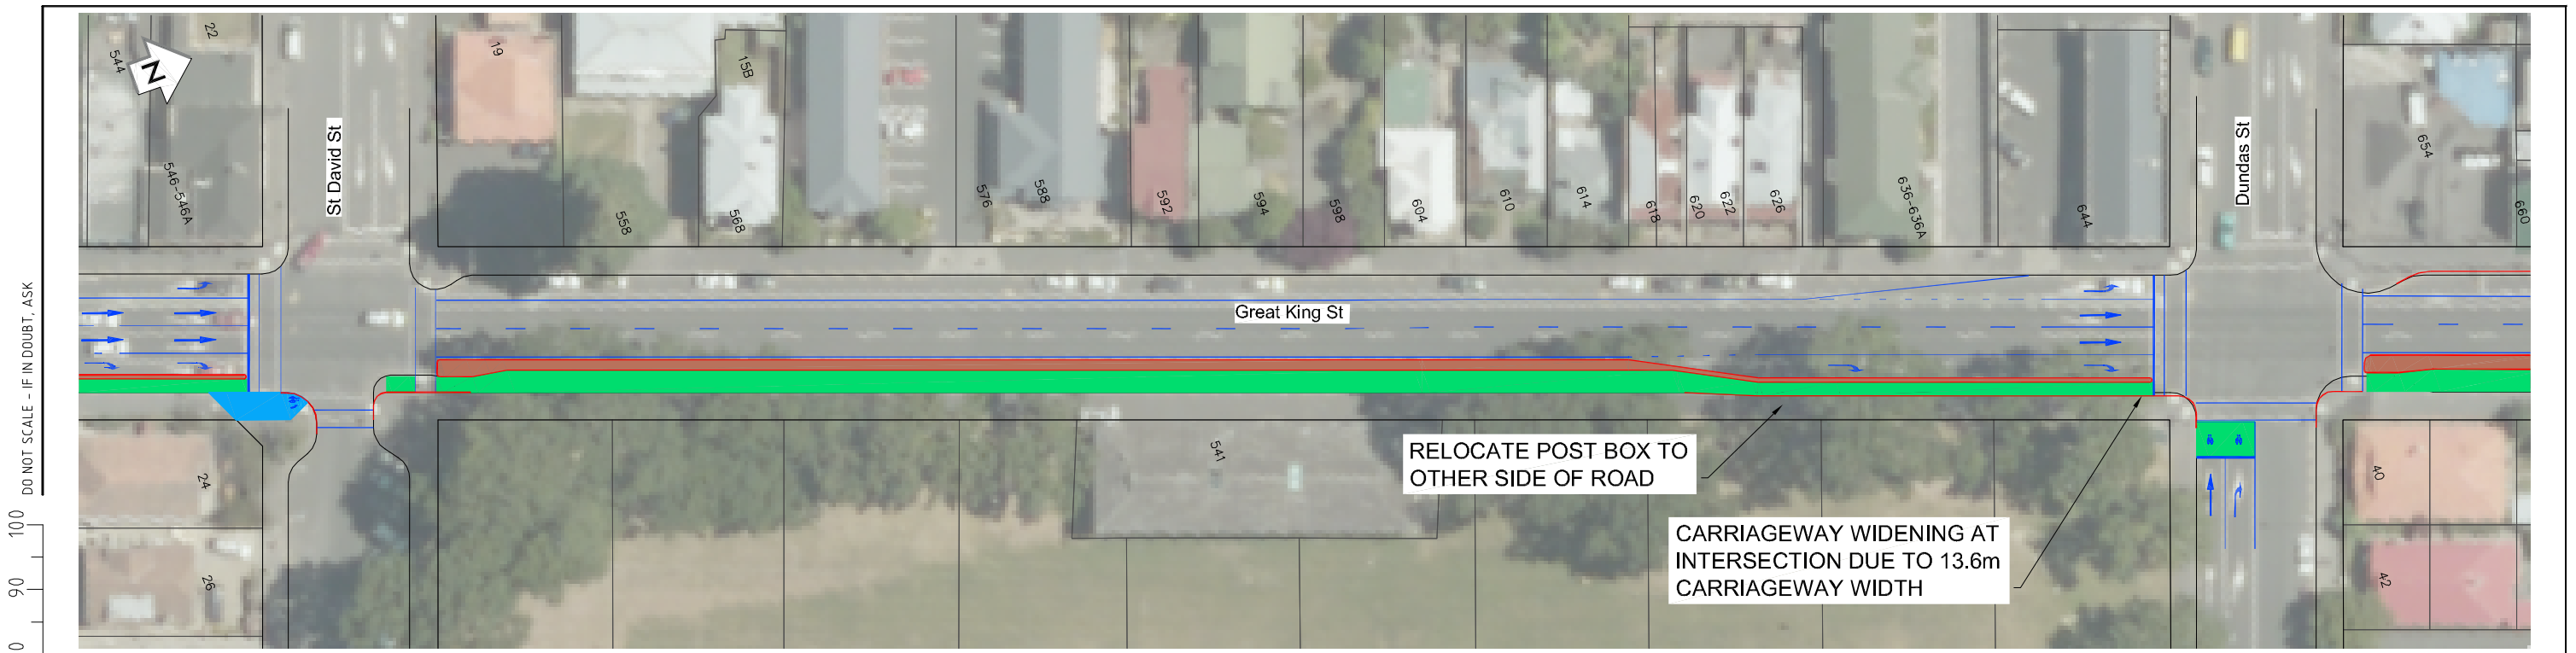 DO NOT SCALE - IF IN DOUBT, ASK
100
90
0
N
544
22
546-546A
St David St
19
558
15B
568
576
588
592
594
598
604
610
614
618
620
622
626
636-636A
644
Dundas St
654
660
Great King St
541
RELOCATE POST BOX TO
OTHER SIDE OF ROAD
CARRIAGEWAY WIDENING AT
INTERSECTION DUE TO 13.6m
CARRIAGEWAY WIDTH
24
26
40
42